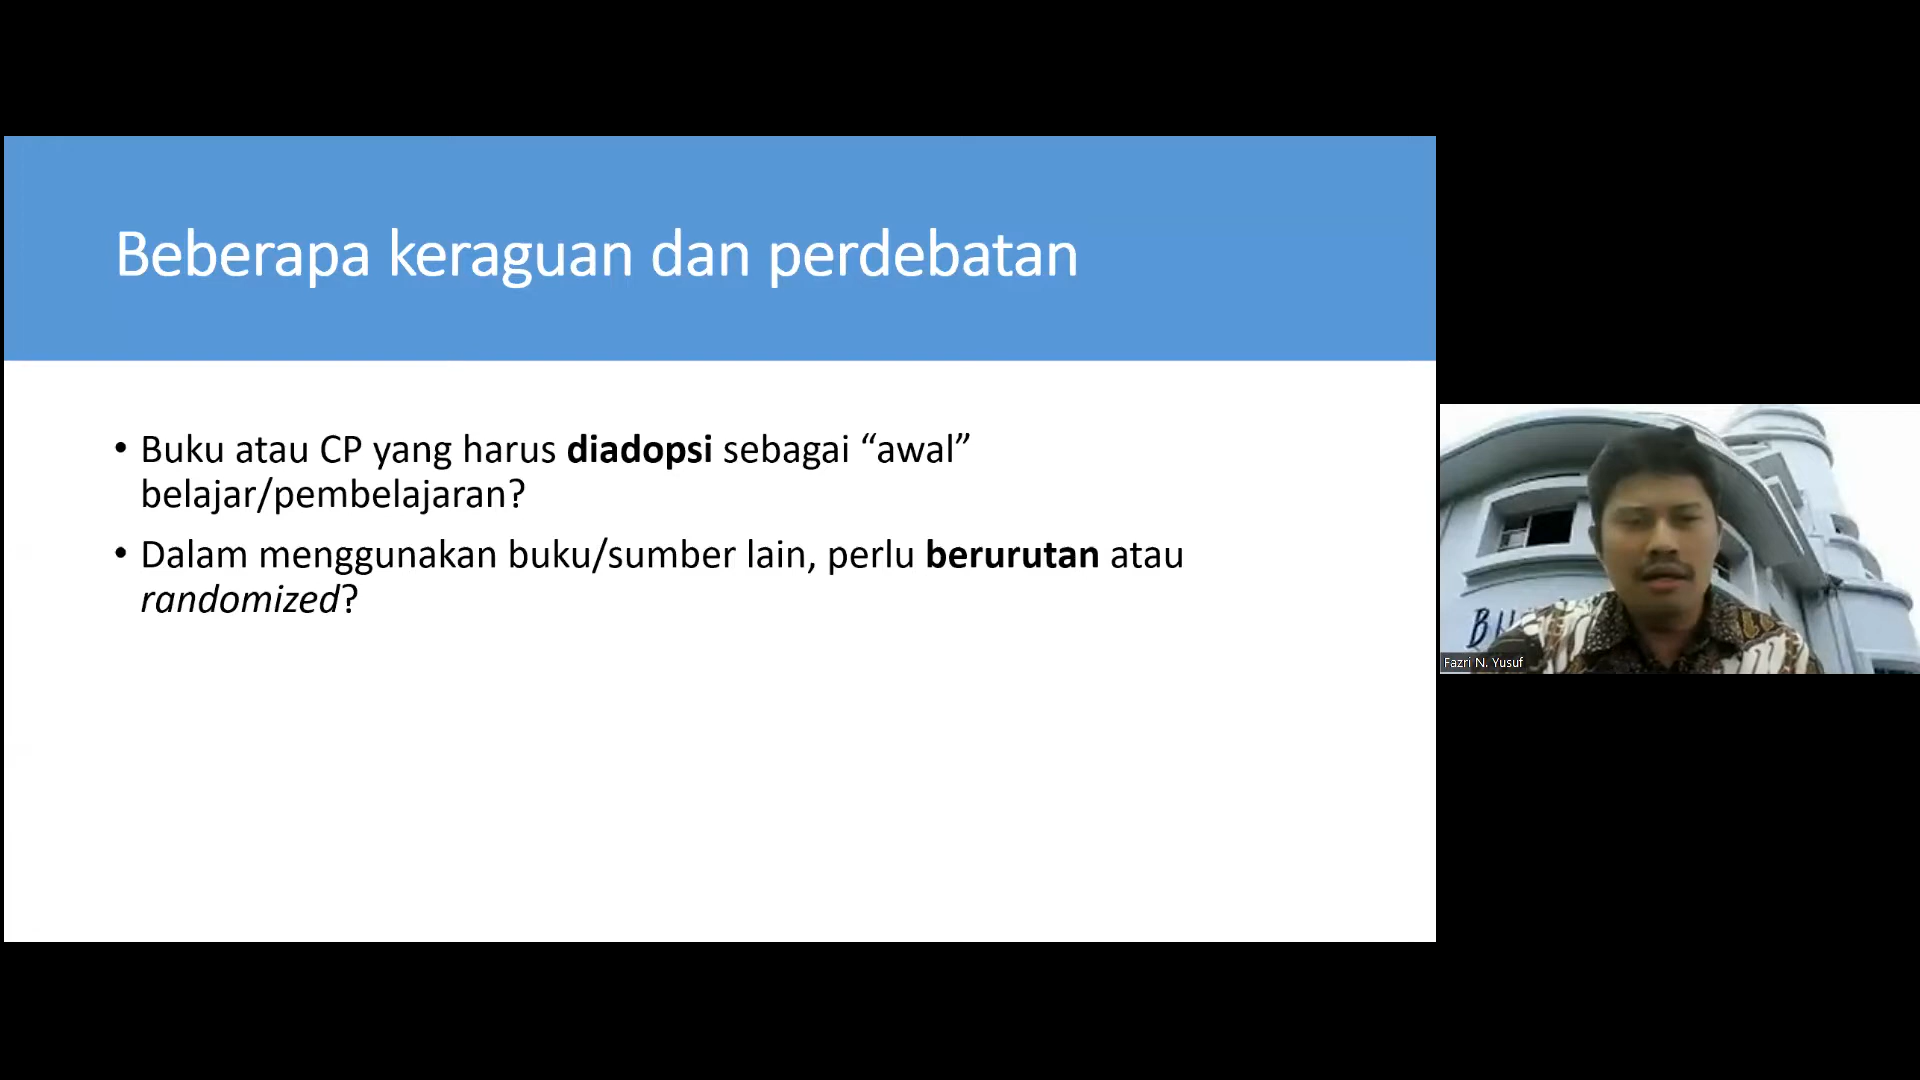 Beberapa keraguan dan perdebatan
• Buku atau CP yang harus diadopsi sebagai “awal”
belajar/pembelajaran?
• Dalam menggunakan buku/sumber lain, perlu berurutan atau
randomized?
Fazri N. Yusuf